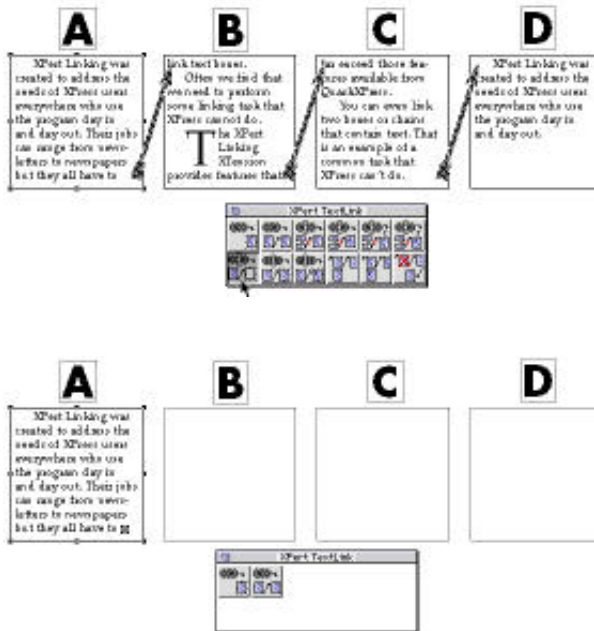 A B C D
XPert Linking was
created to address the
needs of XPress users
everywhere who use
the program day in
and day out. Their jobs
can range from news-
letters to newspapers
but they all have to
link text boxes.
Often we find that
we need to perform
some linking task that
XPress cannot do.
The XPert
Linking
XTension
provides features that
far exceed those fea-
tures available from
QuarkXPress.
You can even link
two boxes or chains
that contain text. That
is an example of a
common task that
XPress can't do.
XPert Linking was
created to address the
needs of XPress users
everywhere who use
the program day in
and day out.
XPert TextLink
A B C D
XPert Linking was
created to address the
needs of XPress users
everywhere who use
the program day in
and day out. Their jobs
can range from news-
letters to newspapers
but they all have to
XPert TextLink